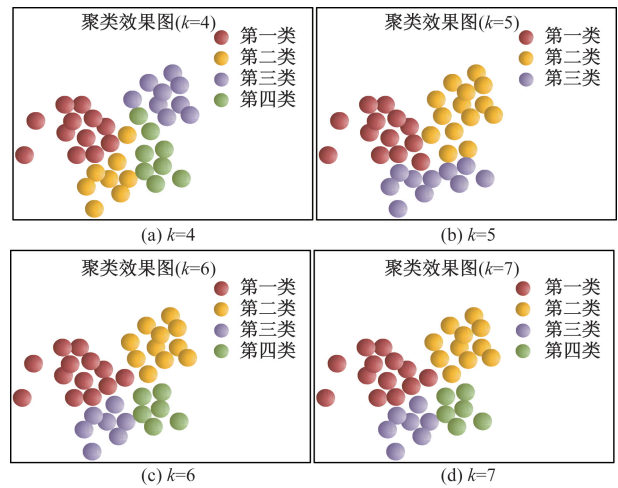 聚类效果图(k=4)
第一类
第二类
第三类
第四类
(a) k=4
聚类效果图(k=5)
第一类
第二类
第三类
(b) k=5
聚类效果图(k=6)
第一类
第二类
第三类
第四类
(c) k=6
聚类效果图(k=7)
第一类
第二类
第三类
第四类
(d) k=7